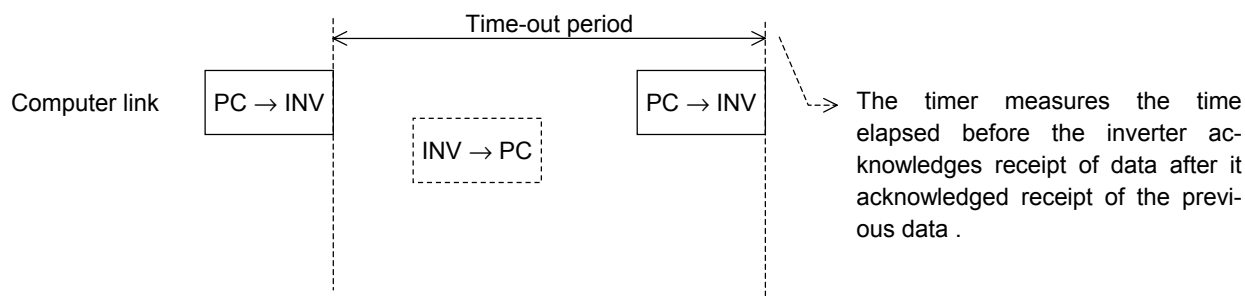 Time-out period
Computer link
PC → INV
PC → INV
INV → PC
The timer measures the time
elapsed before the inverter ac-
knowledges receipt of data after it
acknowledged receipt of the previ-
ous data .